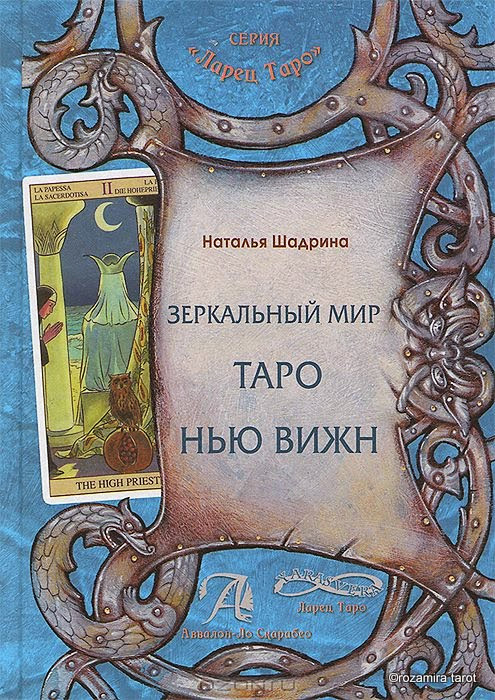 СЕРИЯ
«Ларец Таро»
LA PAPESSA
LA SACERDOTISA
II
LA
DIE HOHEPRIE
Наталья Шадрина
ЗЕРКАЛЬНЫЙ МИР
ТАРО
НЬЮ ВИЖН
THE HIGH PRIEST
Аввалон-Ло Скарабео
Ларец Таро
©rozamira tarot